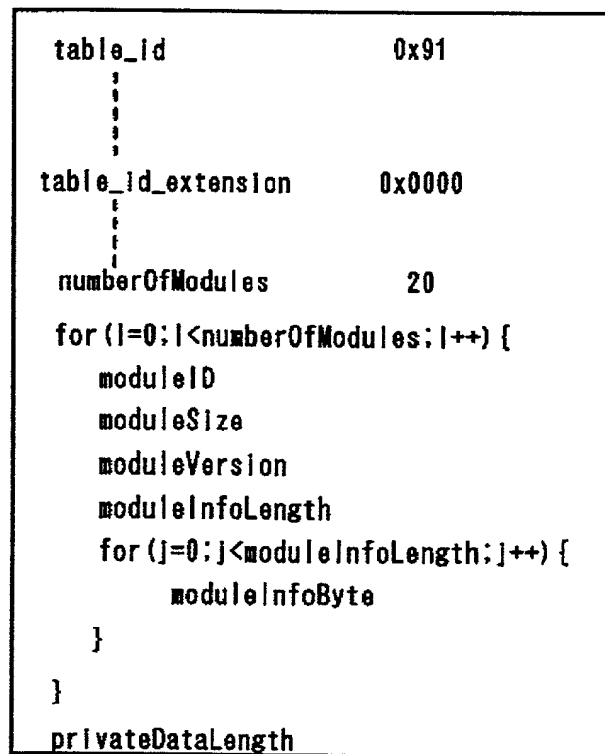 table_id 0x91
table_id_extension 0x0000
numberOfModules 20
for(i=0;i<numberOfModules;i++){
moduleID
moduleSize
moduleVersion
moduleInfoLength
for(j=0;j<moduleInfoLength;j++){
moduleInfoByte
}
}
privateDataLength